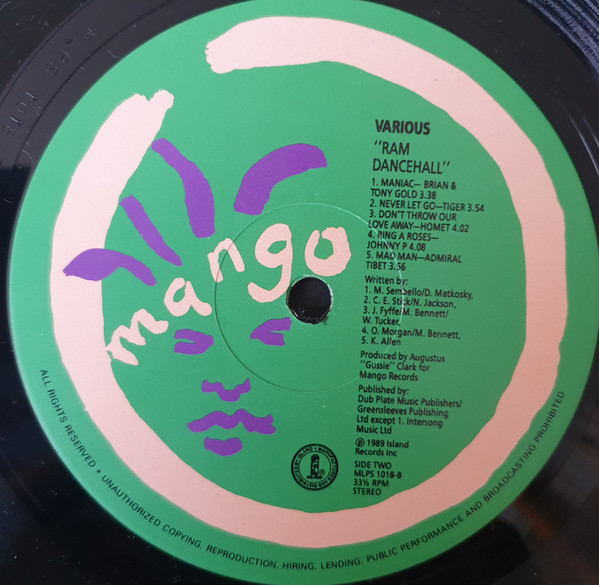 mango
VARIOUS
"RAM
DANCEHALL"
1. MANIAC— BRIAN &
TONY GOLD 3.38
2. NEVER LET GO—TIGER 3.54
3. DON'T THROW OUR
LOVE AWAY—HOMET 4.02
4. RING A ROSES—
JOHNNY P 4.08
5. MAD MAN—ADMIRAL
TIBET 3.56
Written by:
1. M. Sembello/D. Matkosky,
2. C. E. Stick/N. Jackson,
3. J. Fyffe/M. Bennett/
W. Tucker,
4. O. Morgan/M. Bennett,
5. K. Allen
Produced by Augustus
"Gussie" Clark for
Mango Records
Published by:
Dub Plate Music Publishers/
Greensleeves Publishing
Ltd except 1. Intersong
Music Ltd
℗ 1989 Island
Records Inc
SIDE TWO
MLPS 1018-B
33⅓ RPM
STEREO
ALL RIGHTS RESERVED • UNAUTHORIZED COPYING, REPRODUCTION, HIRING, LENDING, PUBLIC PERFORMANCE AND BROADCASTING PROHIBITED